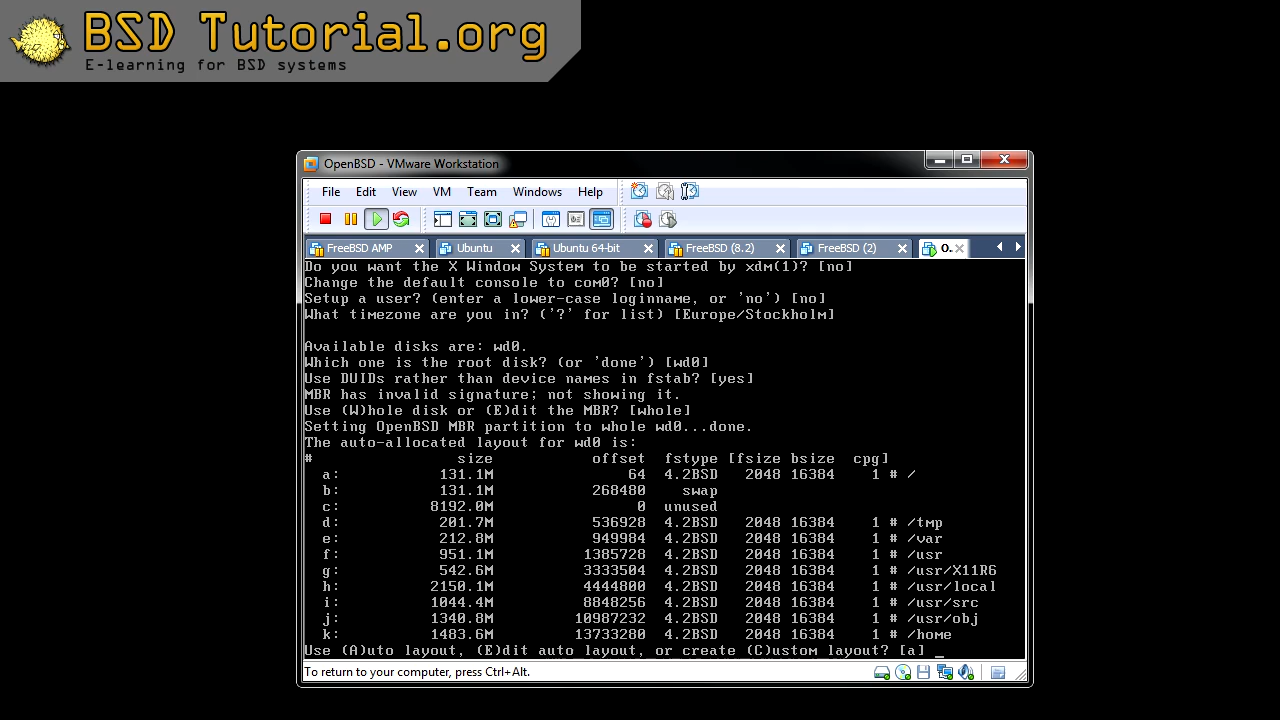 BSD Tutorial.org
E-learning for BSD systems
OpenBSD - VMware Workstation
File Edit View VM Team Windows Help
FreeBSD AMP Ubuntu Ubuntu 64-bit FreeBSD (8.2) FreeBSD (2) O.
Do you want the X Window System to be started by xdm(1)? [no]
Change the default console to com0? [no]
Setup a user? (enter a lower-case loginname, or 'no') [no]
What timezone are you in? ('?' for list) [Europe/Stockholm]
Available disks are: wd0.
Which one is the root disk? (or 'done') [wd0]
Use DUIDs rather than device names in fstab? [yes]
MBR has invalid signature; not showing it.
Use (W)hole disk or (E)dit the MBR? [whole]
Setting OpenBSD MBR partition to whole wd0...done.
The auto-allocated layout for wd0 is:
# size offset fstype [fsize bsize cpg]
a: 131.1M 64 4.2BSD 2048 16384 1 # /
b: 131.1M 268480 swap
c: 8192.0M 0 unused
d: 201.7M 536928 4.2BSD 2048 16384 1 # /tmp
e: 212.8M 949984 4.2BSD 2048 16384 1 # /var
f: 951.1M 1385728 4.2BSD 2048 16384 1 # /usr
g: 542.6M 3333504 4.2BSD 2048 16384 1 # /usr/X11R6
h: 2150.1M 4444800 4.2BSD 2048 16384 1 # /usr/local
i: 1044.4M 8848256 4.2BSD 2048 16384 1 # /usr/src
j: 1340.8M 10987232 4.2BSD 2048 16384 1 # /usr/obj
k: 1483.6M 13733280 4.2BSD 2048 16384 1 # /home
Use (A)uto layout, (E)dit auto layout, or create (C)ustom layout? [a] _
To return to your computer, press Ctrl+Alt.